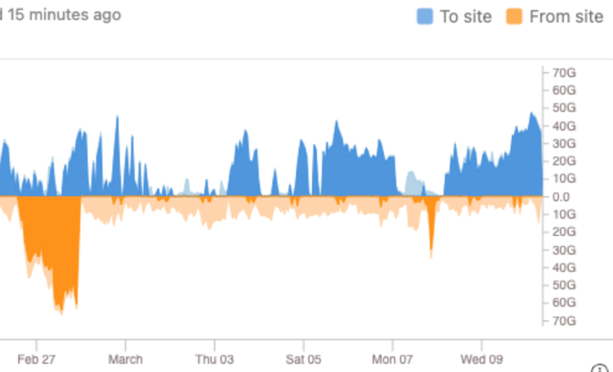 15 minutes ago
To site
From site
70G
60G
50G
40G
30G
20G
10G
0.0
10G
20G
30G
40G
50G
60G
70G
Feb 27 March Thu 03 Sat 05 Mon 07 Wed 09